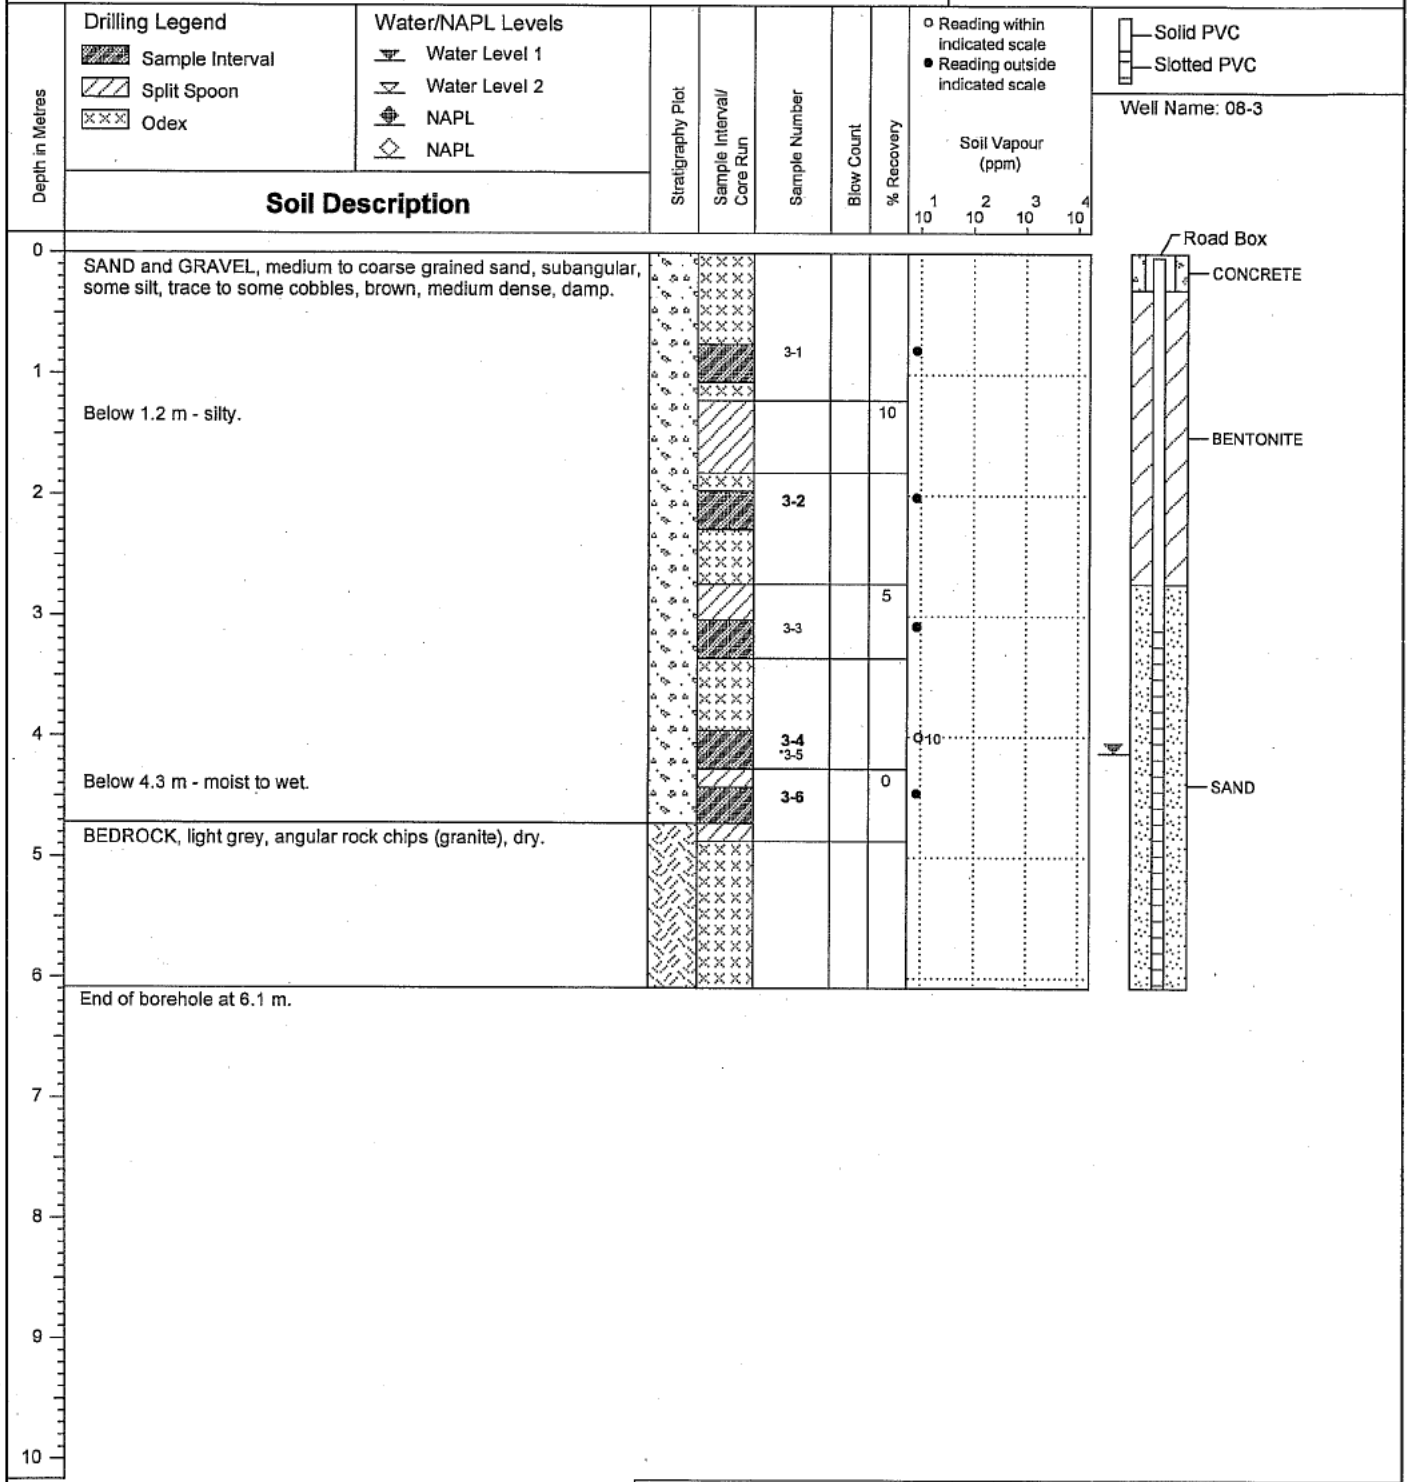 Drilling Legend
Sample Interval
Split Spoon
Odex
Water/NAPL Levels
Water Level 1
Water Level 2
NAPL
NAPL
Depth in Metres
Soil Description
Stratigraphy Plot
Sample Interval/
Core Run
Sample Number
Blow Count
% Recovery
Reading within
indicated scale
Reading outside
indicated scale
Soil Vapour
(ppm)
10^1 10^2 10^3 10^4
Solid PVC
Slotted PVC
Well Name: 08-3
Road Box
0
SAND and GRAVEL, medium to coarse grained sand, subangular,
some silt, trace to some cobbles, brown, medium dense, damp.
CONCRETE
3-1
1
Below 1.2 m - silty.
10
BENTONITE
2
3-2
5
3
3-3
4
3-4
*3-5
10
Below 4.3 m - moist to wet.
0
3-6
SAND
BEDROCK, light grey, angular rock chips (granite), dry.
5
6
End of borehole at 6.1 m.
7
8
9
10